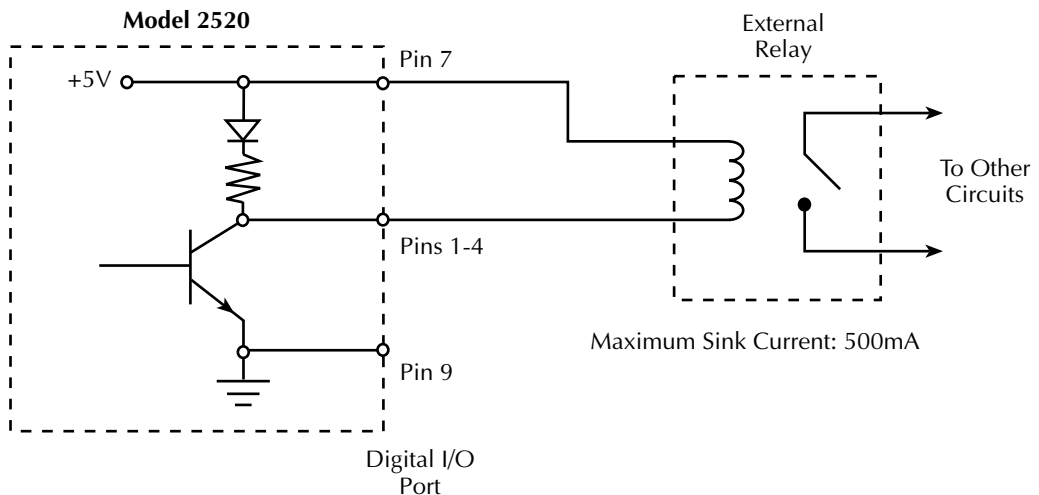 Model 2520
External
Relay
Pin 7
+5V
To Other
Circuits
Pins 1-4
Maximum Sink Current: 500mA
Pin 9
Digital I/O
Port